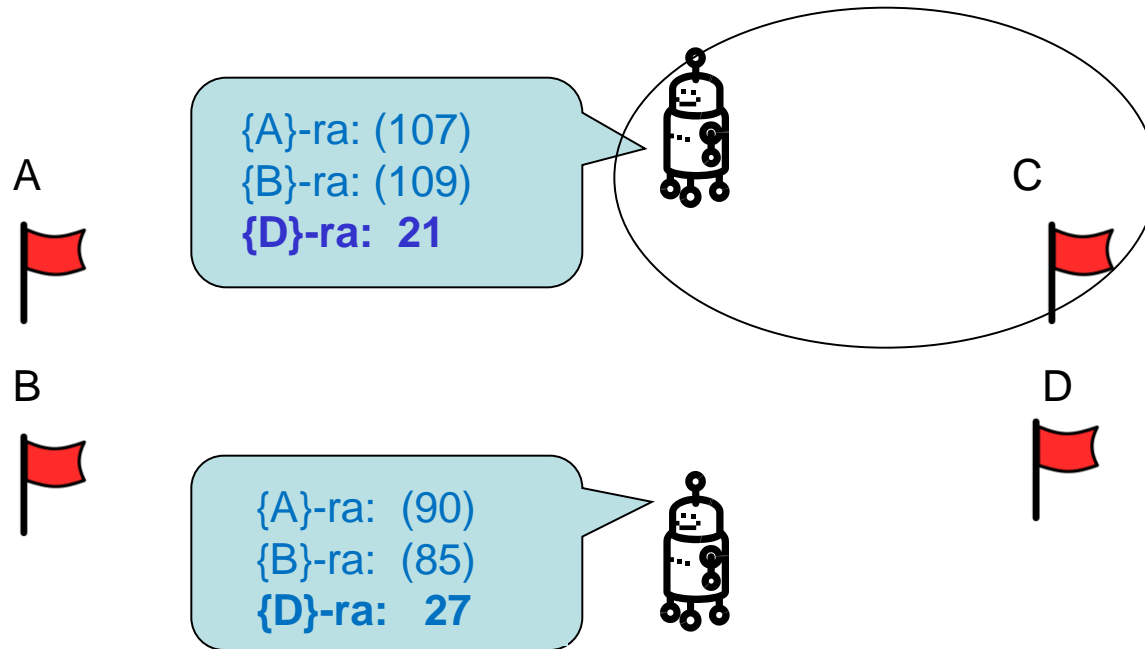 {A}-ra: (107)
{B}-ra: (109)
{D}-ra: 21
A
C
B
D
{A}-ra: (90)
{B}-ra: (85)
{D}-ra: 27